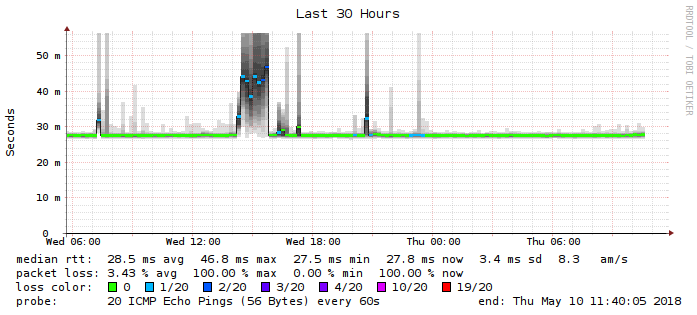 Last 30 Hours
RRDTOOL / TOBI OETIKER
Seconds
50 m
40 m
30 m
20 m
10 m
0
Wed 06:00 Wed 12:00 Wed 18:00 Thu 00:00 Thu 06:00
median rtt: 28.5 ms avg 46.8 ms max 27.5 ms min 27.8 ms now 3.4 ms sd 8.3 am/s
packet loss: 3.43 % avg 100.00 % max 0.00 % min 100.00 % now
loss color: 0 1/20 2/20 3/20 4/20 10/20 19/20
probe: 20 ICMP Echo Pings (56 Bytes) every 60s end: Thu May 10 11:40:05 2018